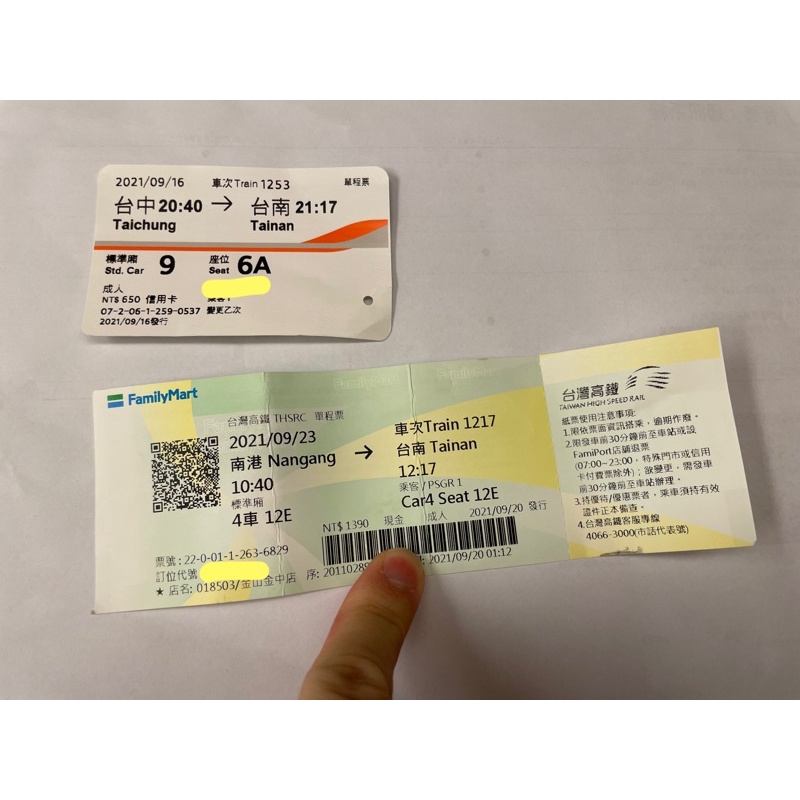 2021/09/16 車次Train 1253 單程票
台中20:40 → 台南 21:17
Taichung Tainan
標準廂 座位
Std. Car 9 Seat 6A
成人
NT$ 650 信用卡
07-2-06-1-259-0537 變更乙次
2021/09/16發行
FamilyMart
台灣高鐵 THSRC 單程票
2021/09/23
南港 Nangang →
10:40
標準廂
4車 12E
車次Train 1217
台南 Tainan
12:17
乘客 / PSGR 1
Car4 Seat 12E
NT$ 1390 現金 成人 2021/09/20 發行
票號 : 22-0-01-1-263-6829
訂位代號
★ 店名: 018503/金山金中店 序: 2011028 : 2021/09/20 01:12
台灣高鐵
TAIWAN HIGH SPEED RAIL
紙票使用注意事項:
1.限依票面資訊搭乘，逾期作廢。
2.限發車前30分鐘前至車站或設
FamiPort店舖退票
(07:00~23:00，特殊門市或信用
卡付費票除外)；欲變更，需發車
前30分鐘前至車站辦理。
3.持優待/優惠票者，乘車須持有效
證件正本備查。
4.台灣高鐵客服專線
4066-3000(市話代表號)